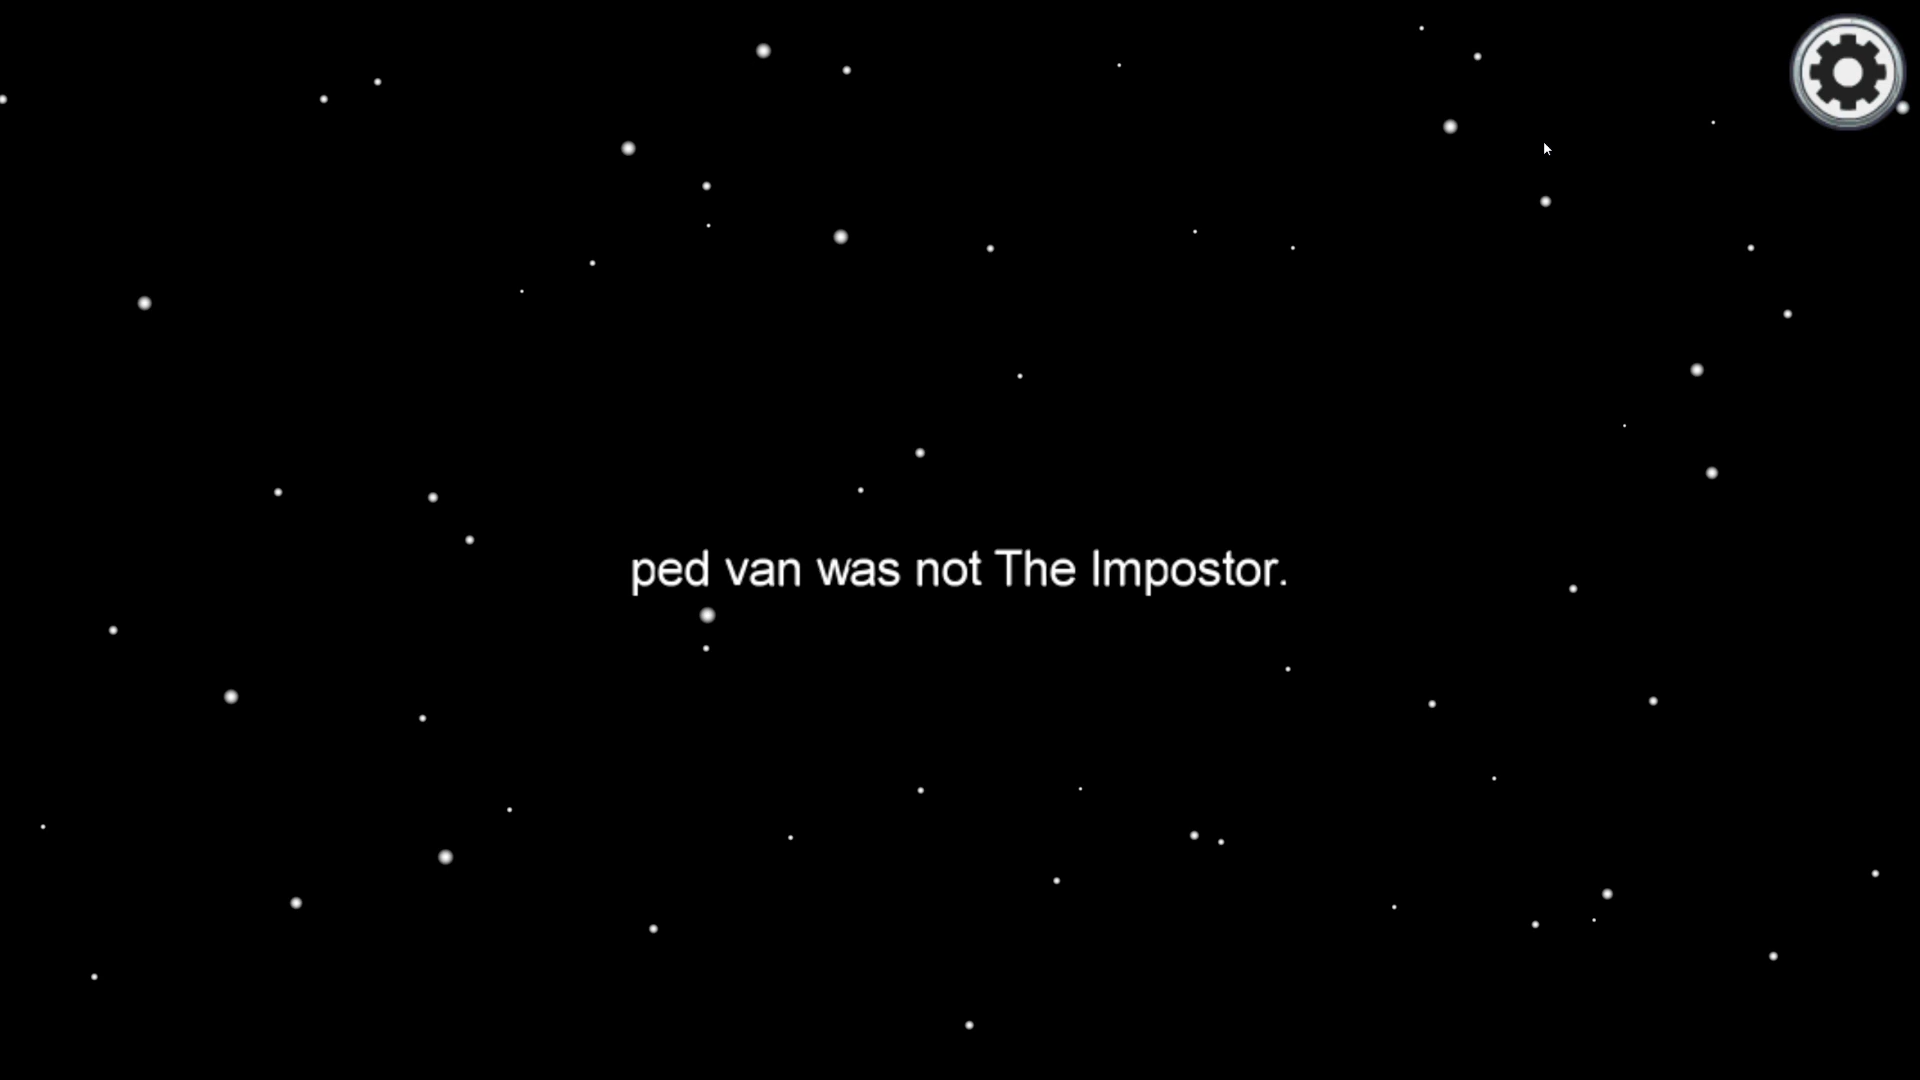 ped van was not The Impostor.